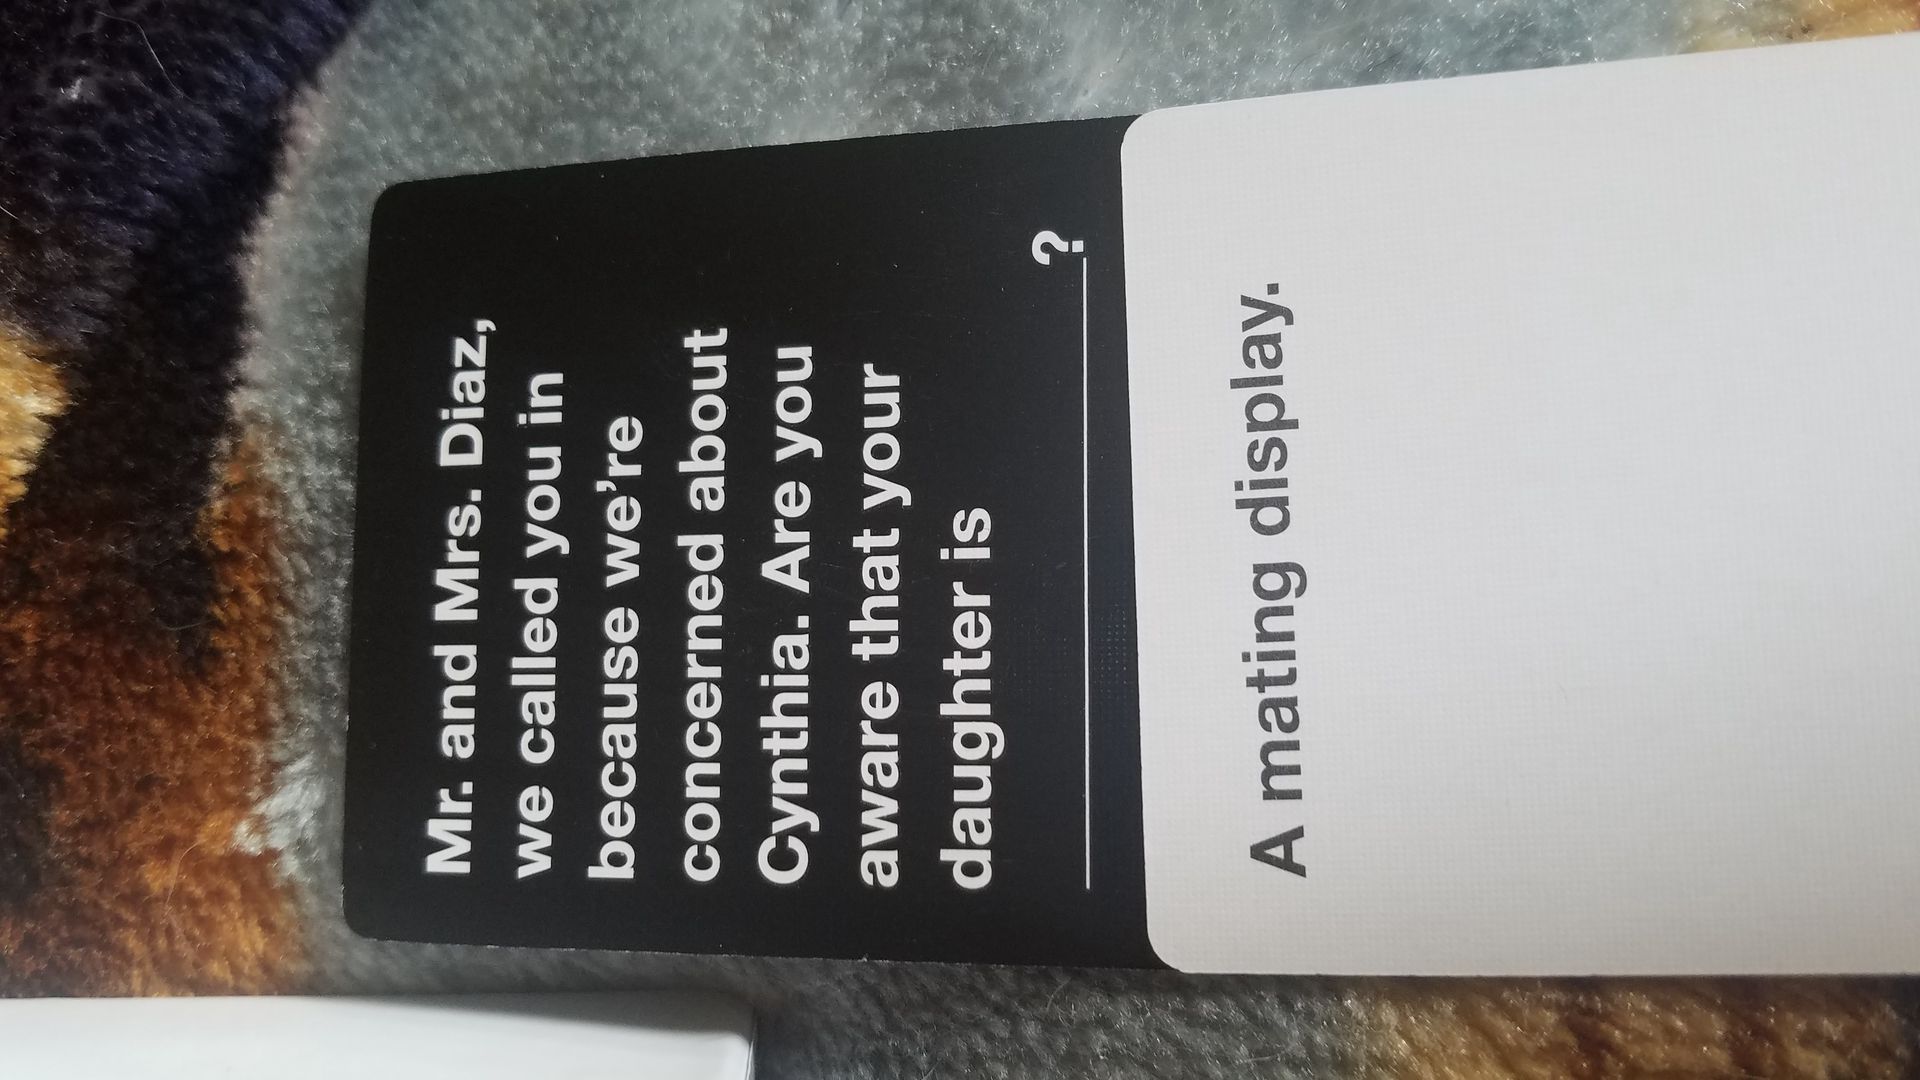 Mr. and Mrs. Diaz,
we called you in
because we're
concerned about
Cynthia. Are you
aware that your
daughter is
__________?
A mating display.